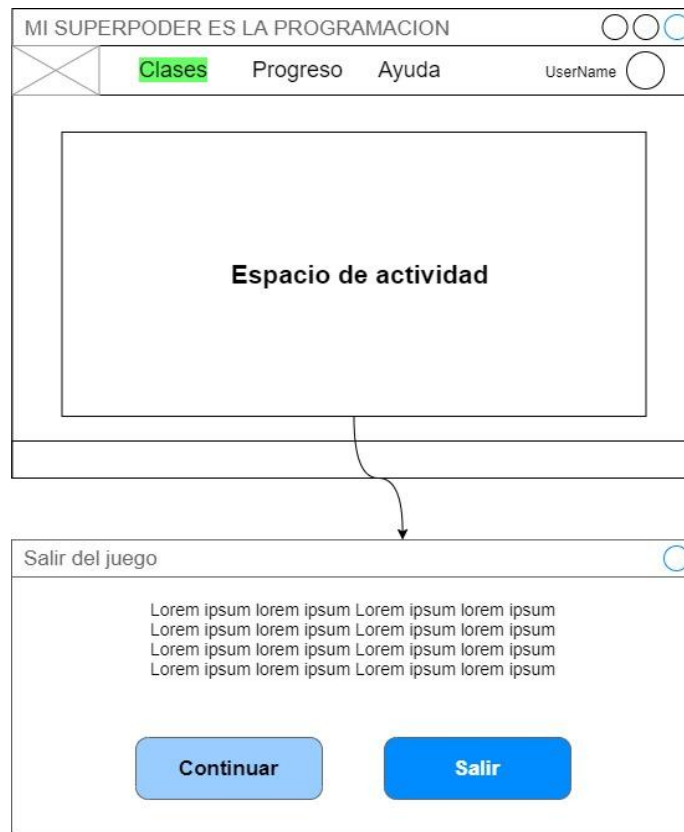 MI SUPERPODER ES LA PROGRAMACION
Clases Progreso Ayuda UserName
Espacio de actividad
Salir del juego
Lorem ipsum lorem ipsum Lorem ipsum lorem ipsum
Lorem ipsum lorem ipsum Lorem ipsum lorem ipsum
Lorem ipsum lorem ipsum Lorem ipsum lorem ipsum
Lorem ipsum lorem ipsum Lorem ipsum lorem ipsum
Continuar Salir